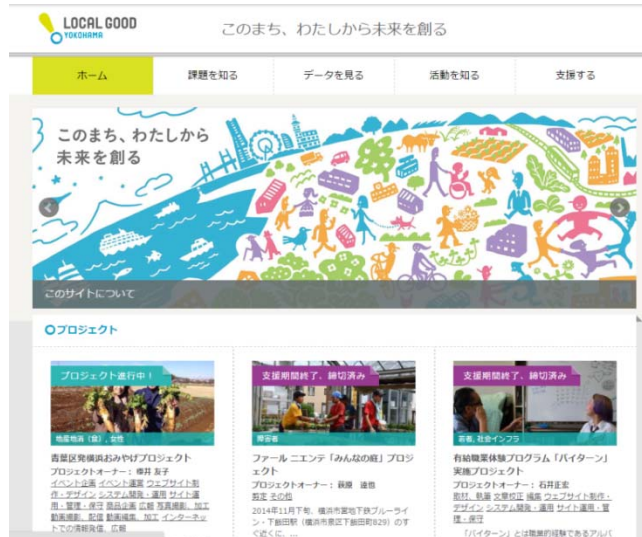 LOCAL GOOD
YOKOHAMA
このまち、わたしから未来を創る
ホーム
課題を知る
データを見る
活動を知る
支援する
このまち、わたしから
未来を創る
このサイトについて
プロジェクト
プロジェクト進行中！
地産地消（食）, 女性
青葉区発横浜おみやげプロジェクト
プロジェクトオーナー： 櫻井 友子
イベント企画 イベント運営 ウェブサイト制
作・デザイン システム開発・運用 サイト運
用・管理・保守 商品企画 広報 写真撮影、加工
動画撮影、配信 動画編集、加工 インターネッ
トでの情報発信、広報
支援期間終了、締切済み
障害者
ファール ニエンテ「みんなの庭」プロジ
ェクト
プロジェクトオーナー： 萩原 達也
剪定 その他
2014年11月下旬、横浜市営地下鉄ブルーライ
ン・下飯田駅（横浜市泉区下飯田町829）のす
ぐ近くに、...
支援期間終了、締切済み
若者, 社会インフラ
有給職業体験プログラム「バイターン」
実施プロジェクト
プロジェクトオーナー： 石井正宏
取材、執筆 文章校正 編集 ウェブサイト制作・
デザイン システム開発・運用 サイト運用・管
理・保守
「バイターン」とは職業的経験であるアルバ